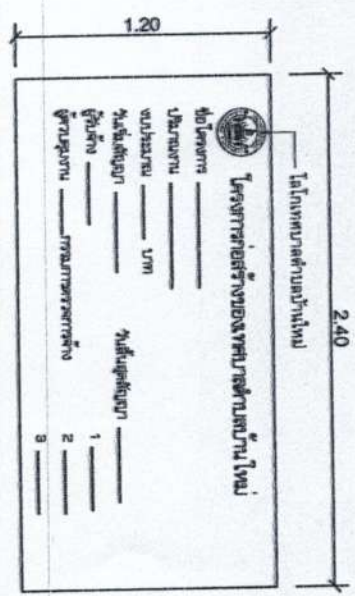 2.40
1.20
โลโกเทศบาลตำบลบ้านใหม่
โครงการก่อสร้างของเทศบาลตำบลบ้านใหม่
ชื่อโครงการ
ปริมาณงาน
งบประมาณ บาท
วันเริ่มสัญญา วันสิ้นสุดสัญญา
ผู้รับจ้าง 1
ผู้ควบคุมงาน กรรมการตรวจการจ้าง 2
3